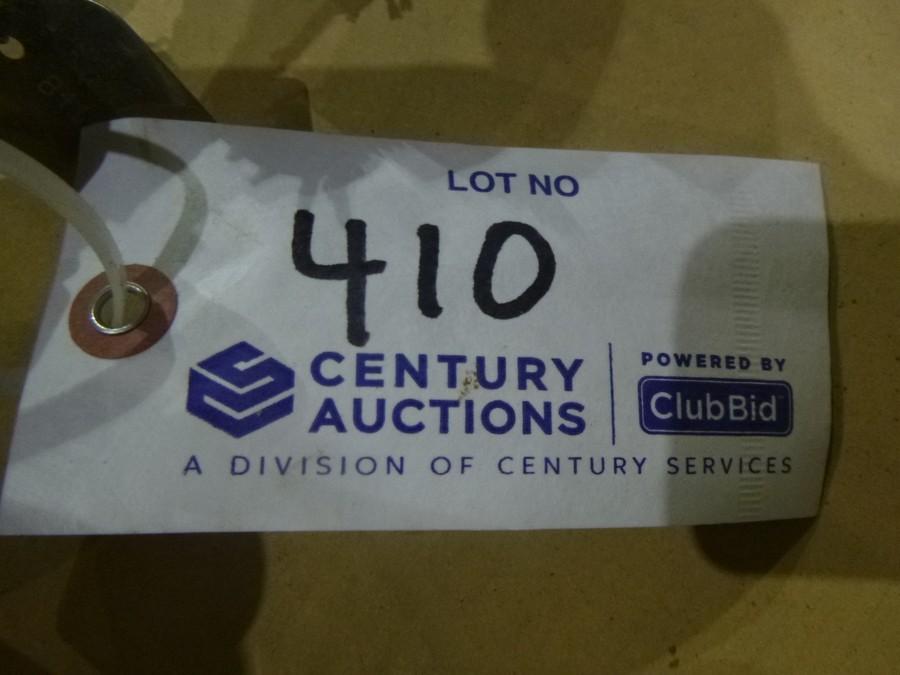 LOT NO
410
CENTURY
AUCTIONS
POWERED BY
ClubBid
A DIVISION OF CENTURY SERVICES